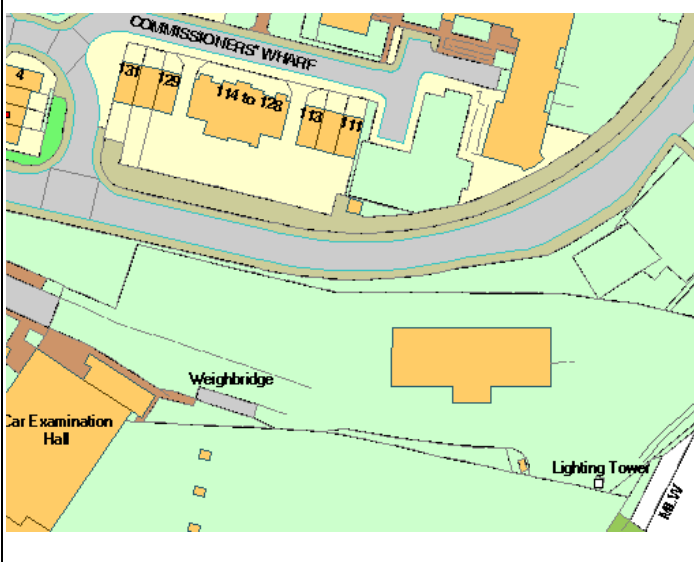 COMMISSIONERS' WHARF
4
131
129
114 to 128
113
111
Weighbridge
Car Examination
Hall
Lighting Tower
MLW